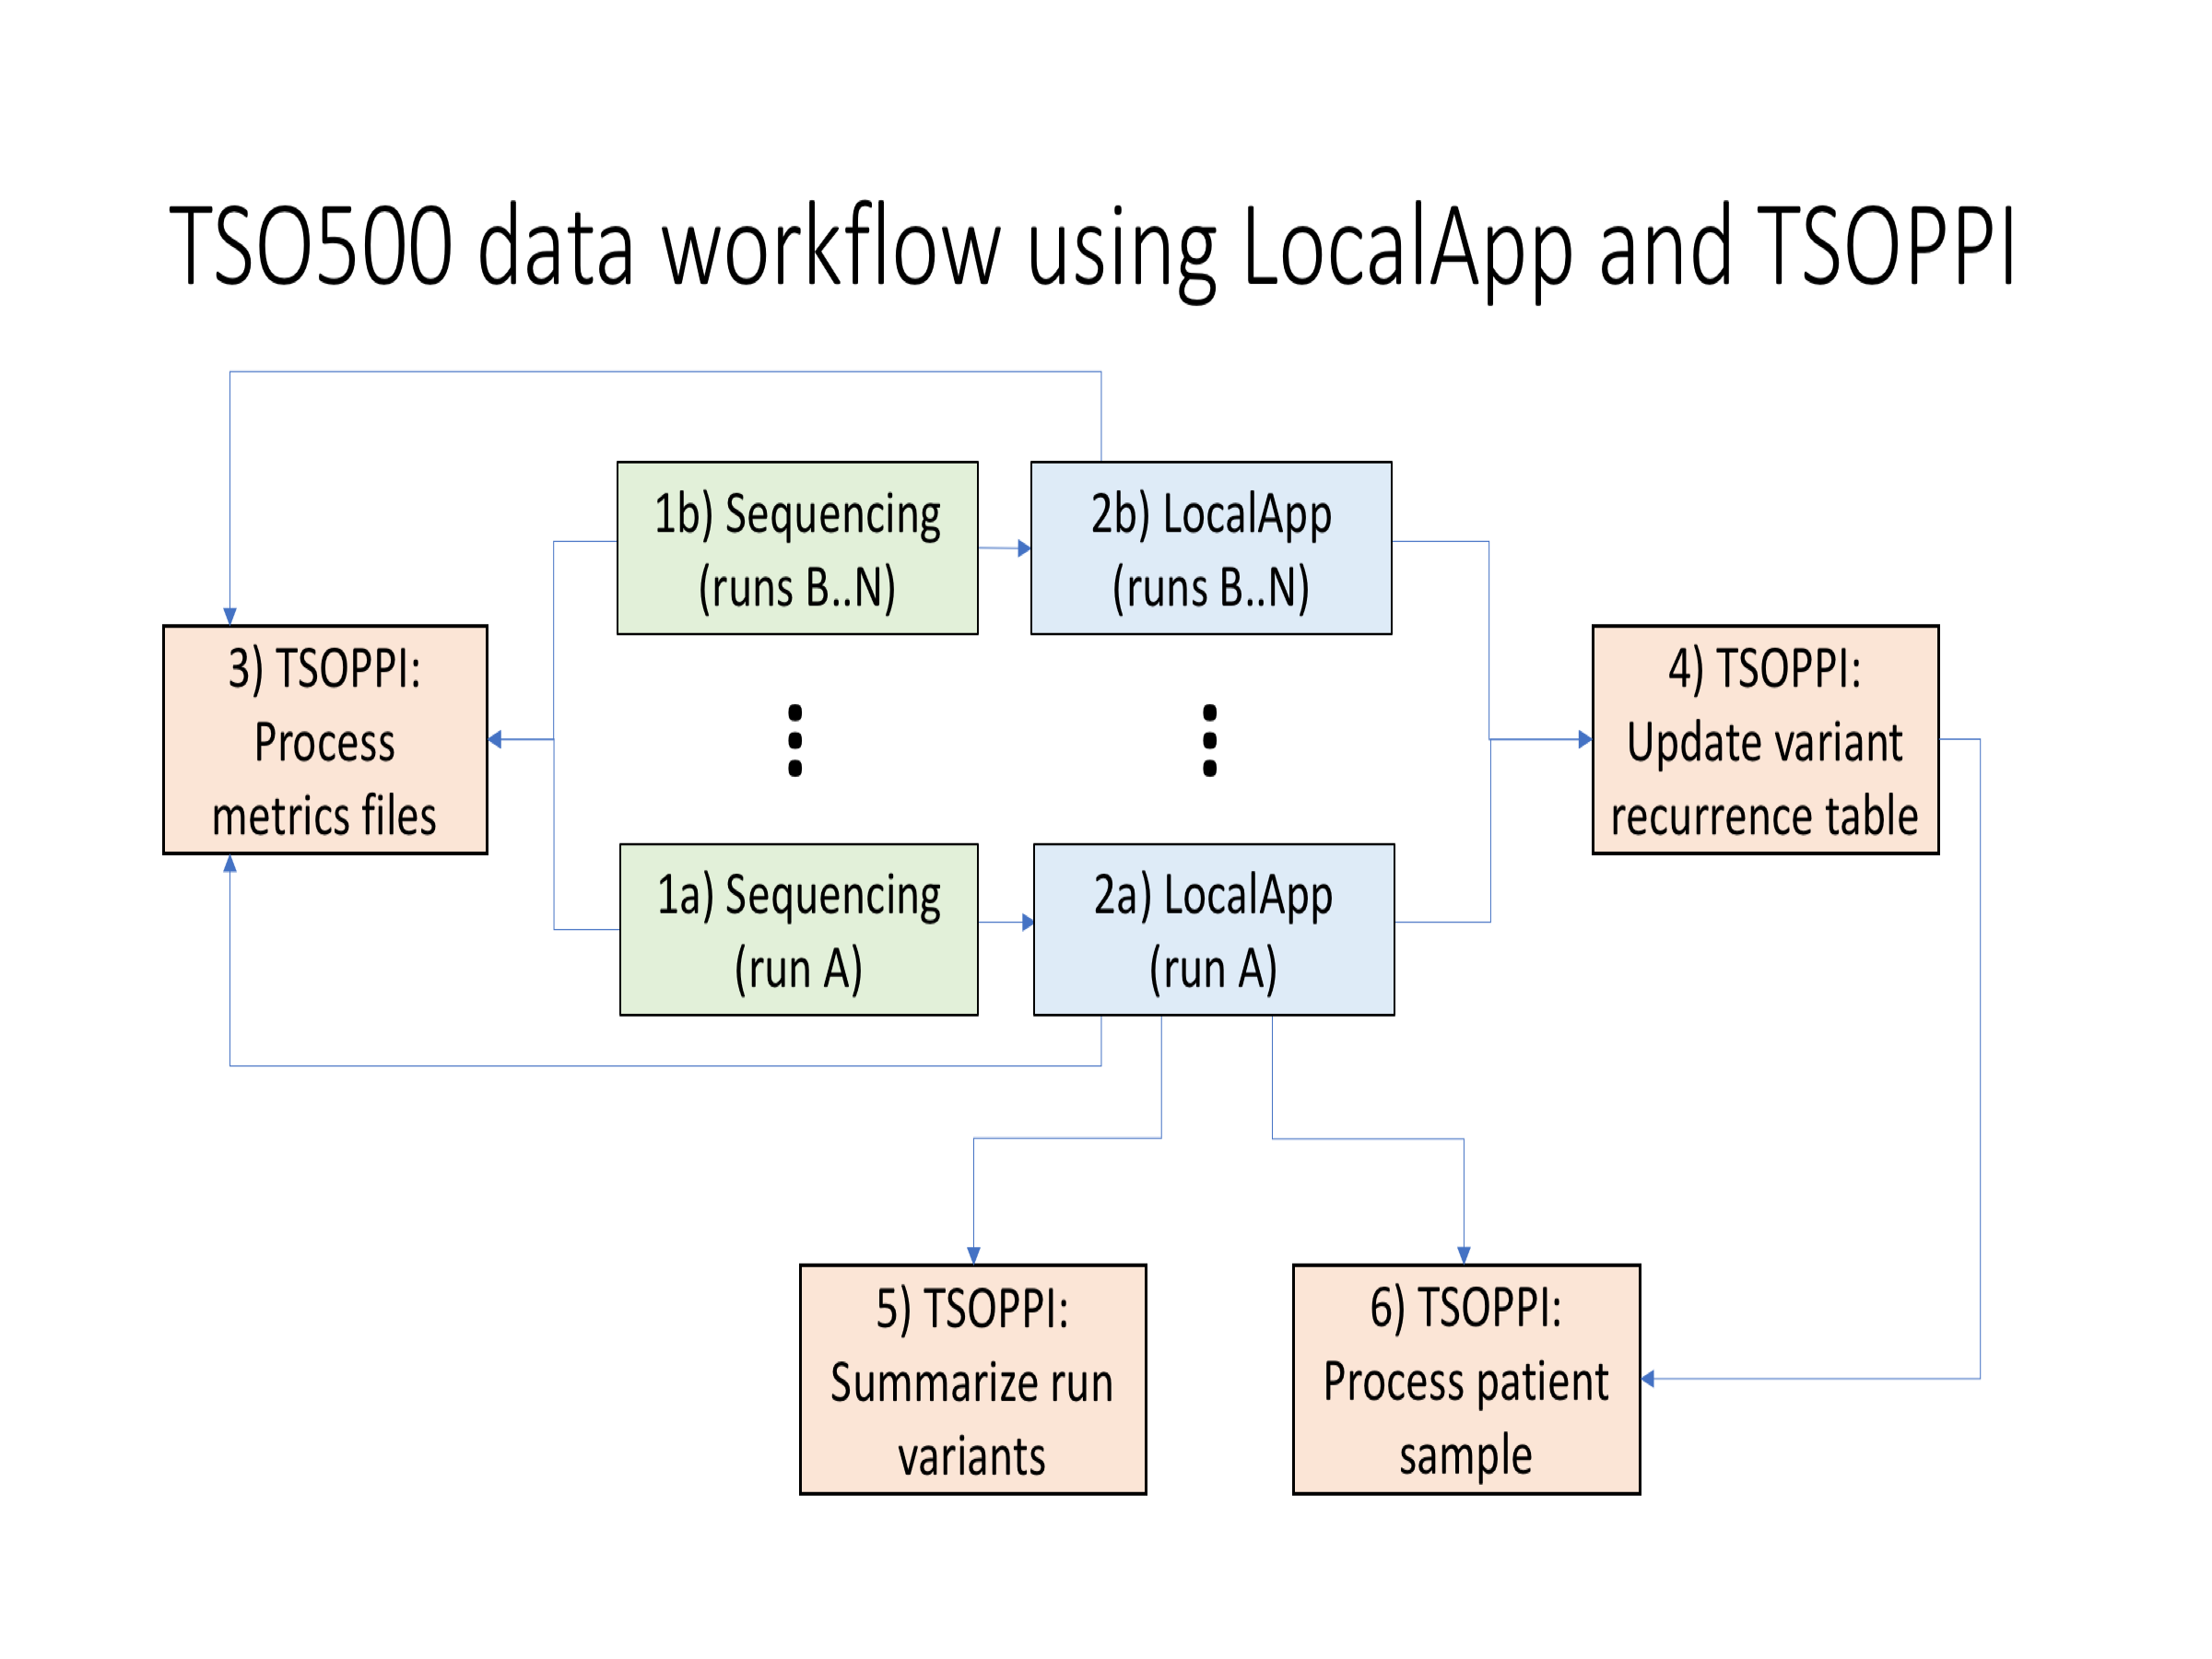 TSO500 data workflow using LocalApp and TSOPPI
1b) Sequencing
(runs B..N)
2b) LocalApp
(runs B..N)
3) TSOPPI:
Process
metrics files
4) TSOPPI:
Update variant
recurrence table
1a) Sequencing
(run A)
2a) LocalApp
(run A)
5) TSOPPI:
Summarize run
variants
6) TSOPPI:
Process patient
sample